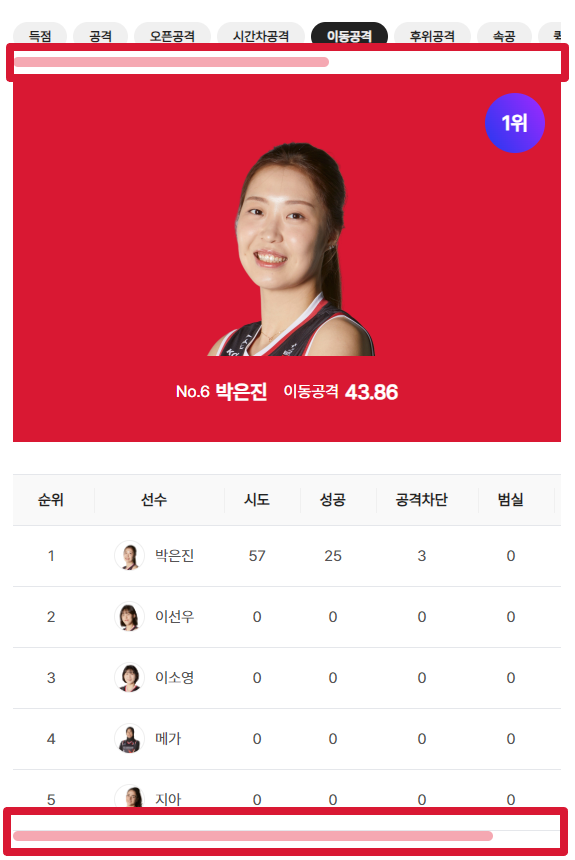 득점 공격 오픈공격 시간차공격 이동공격 후위공격 속공
1위
No.6 박은진 이동공격 43.86
순위 선수 시도 성공 공격차단 범실
1 박은진 57 25 3 0
2 이선우 0 0 0 0
3 이소영 0 0 0 0
4 메가 0 0 0 0
5 지아 0 0 0 0